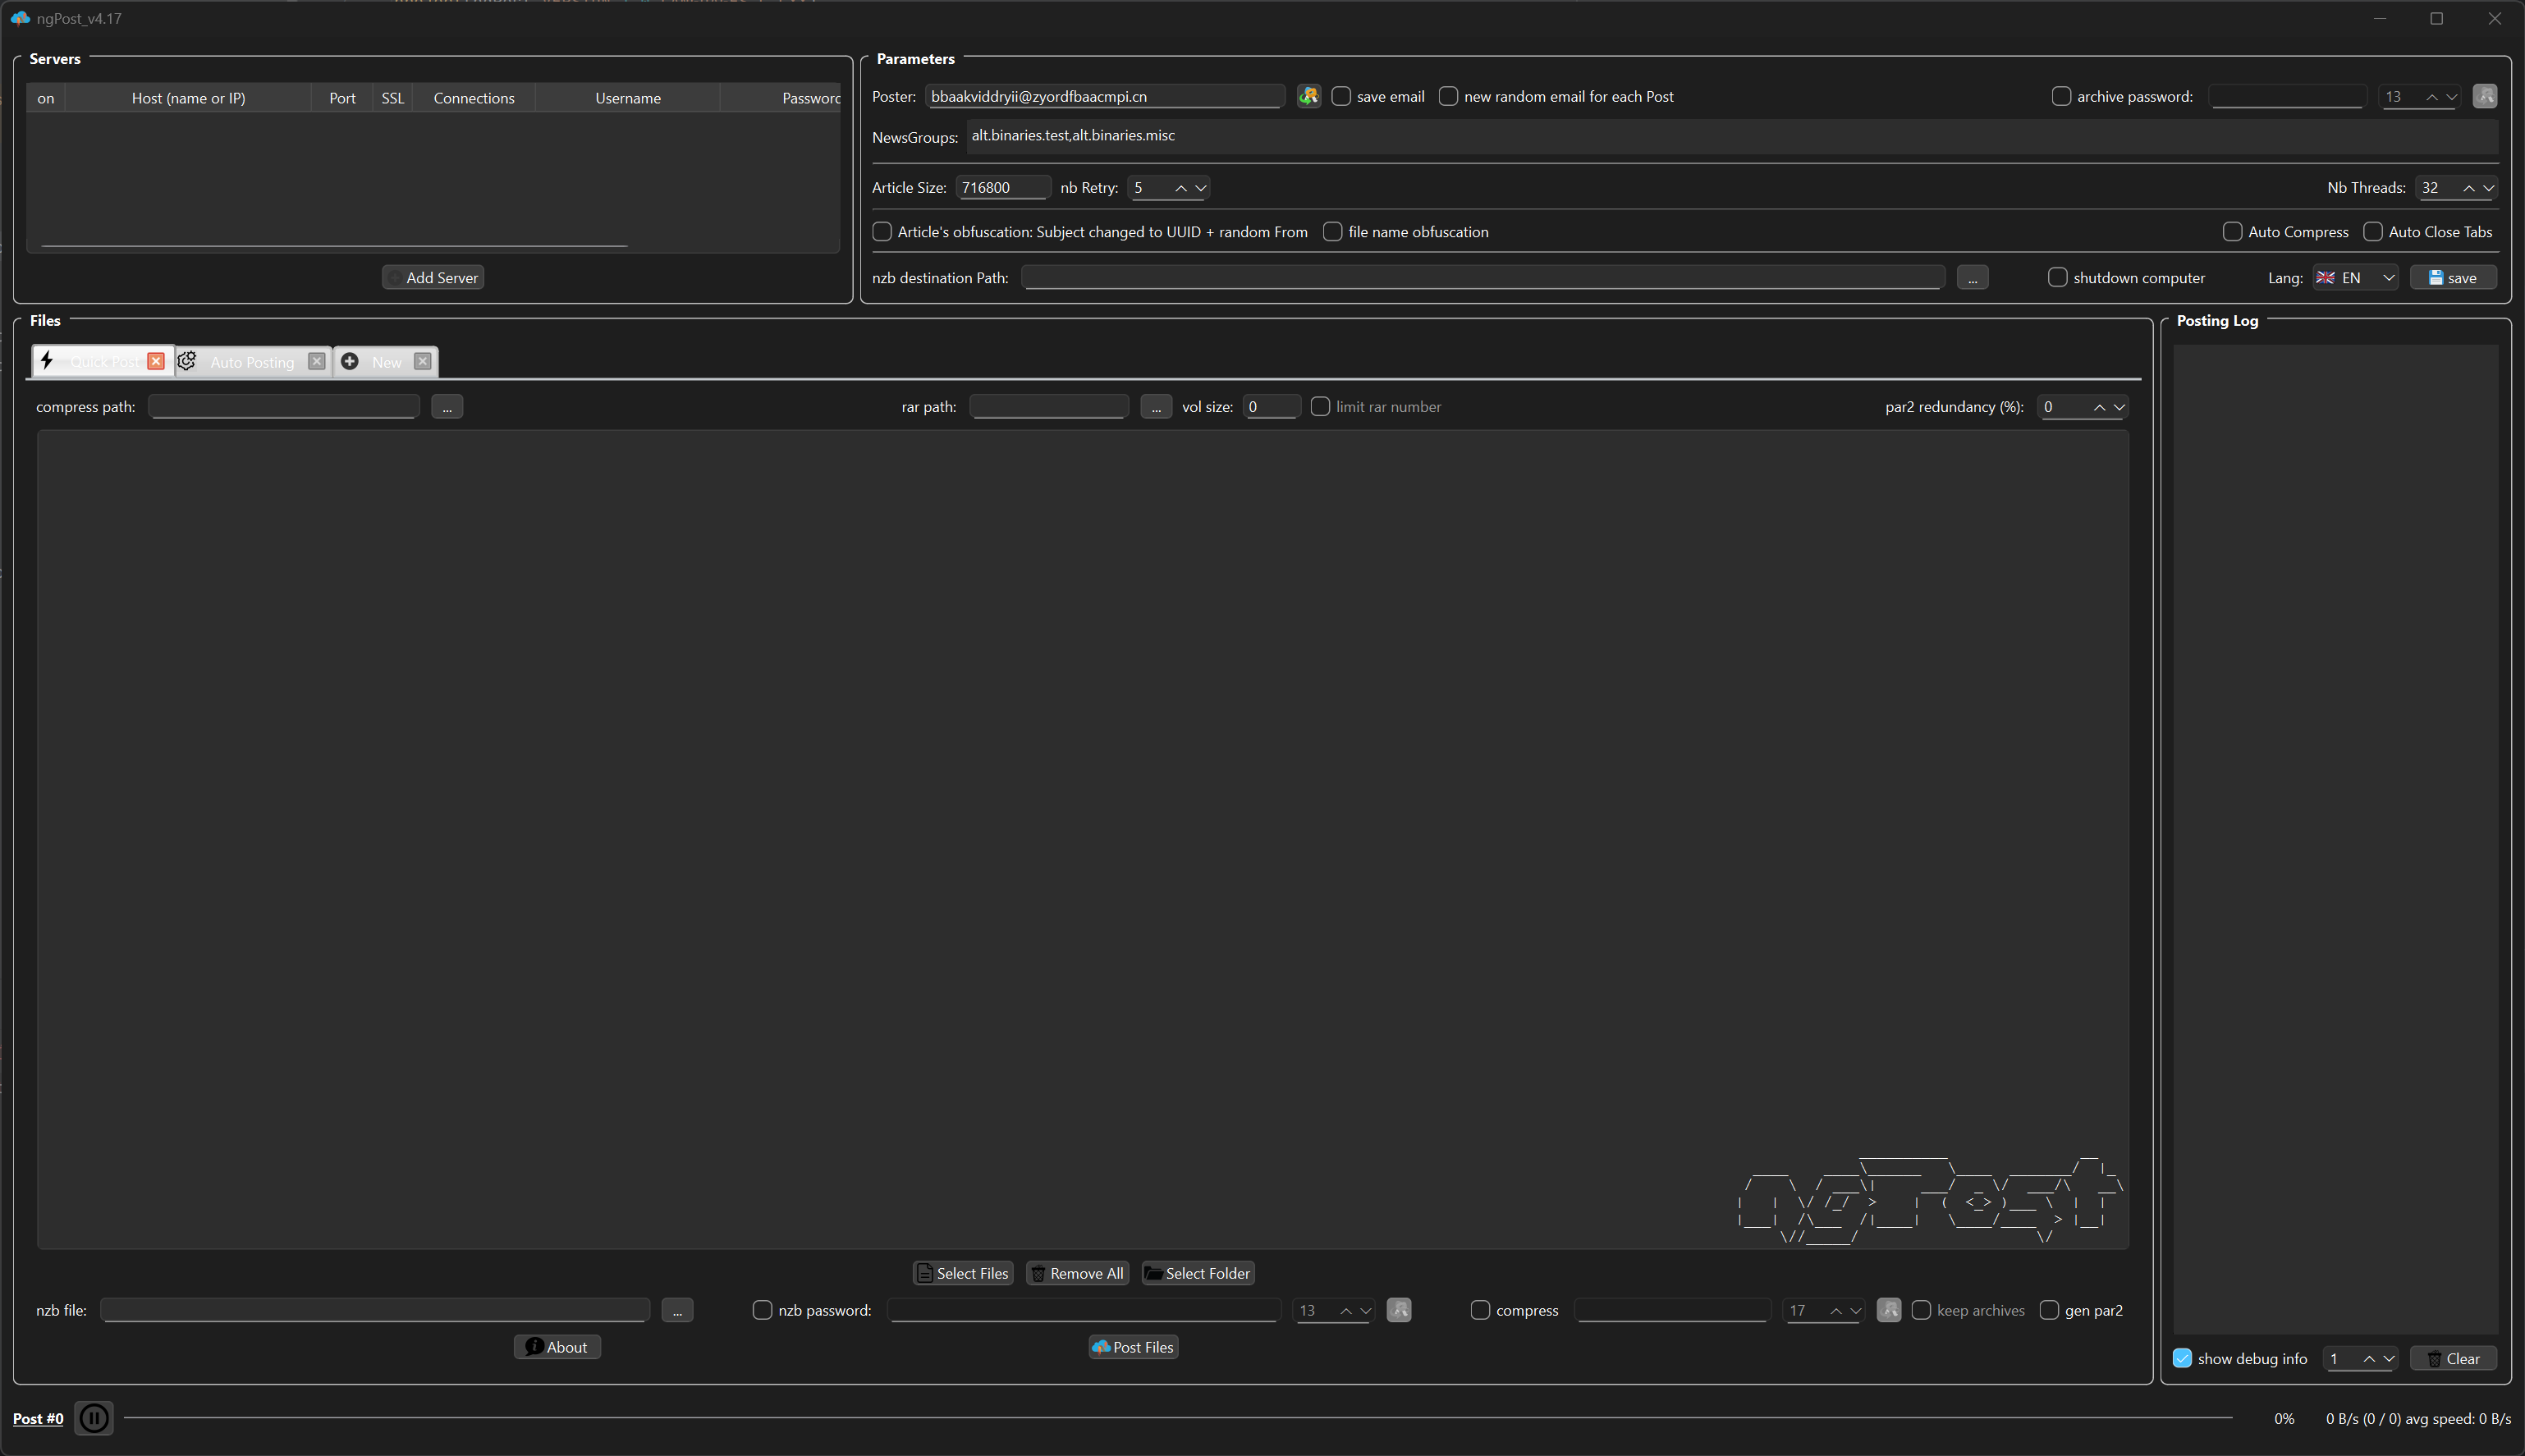 ngPost_v4.17
Servers
on Host (name or IP) Port SSL Connections Username Password
Add Server
Parameters
Poster: bbaakviddryii@zyordfbaacmpi.cn save email new random email for each Post archive password: 13
NewsGroups: alt.binaries.test,alt.binaries.misc
Article Size: 716800 nb Retry: 5 Nb Threads: 32
Article's obfuscation: Subject changed to UUID + random From file name obfuscation Auto Compress Auto Close Tabs
nzb destination Path: ... shutdown computer Lang: EN save
Files
Quick Post Auto Posting New
compress path: ... rar path: ... vol size: 0 limit rar number par2 redundancy (%): 0
ngPost
Select Files Remove All Select Folder
nzb file: ... nzb password: 13 compress 17 keep archives gen par2
About Post Files
Posting Log
show debug info 1 Clear
Post #0 0% 0 B/s (0 / 0) avg speed: 0 B/s